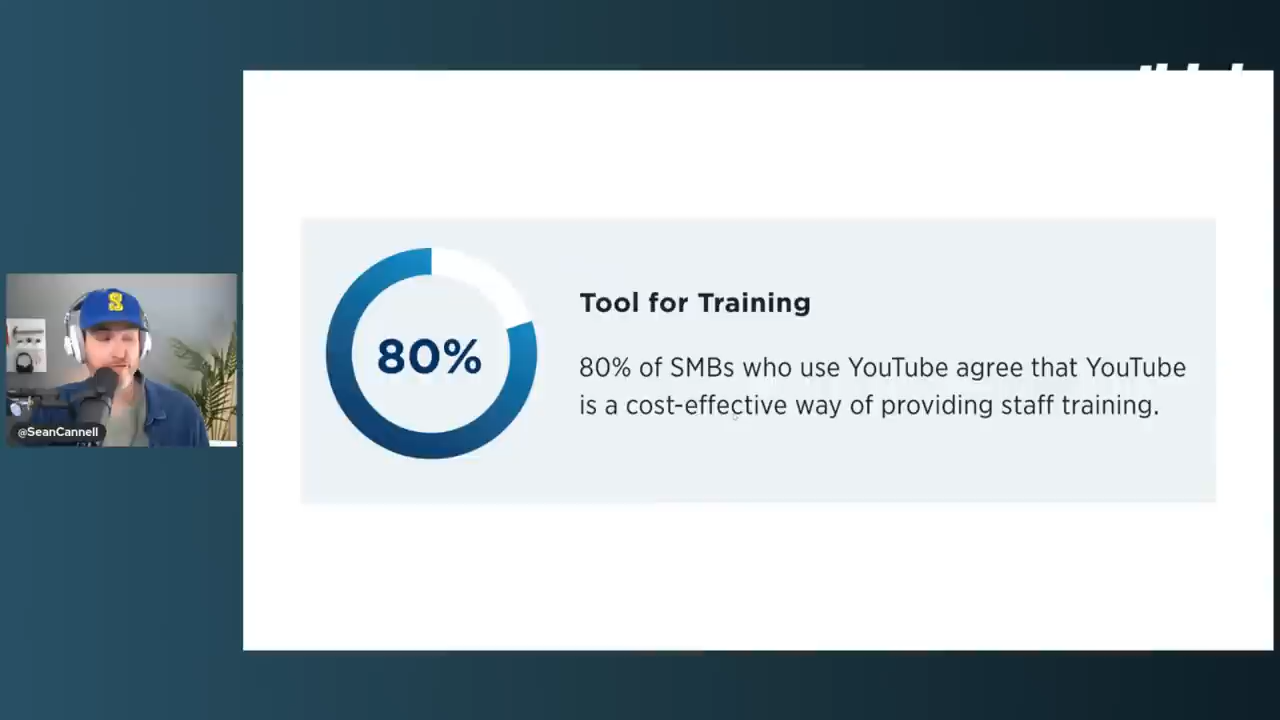 80%
Tool for Training
80% of SMBs who use YouTube agree that YouTube
is a cost-effective way of providing staff training.
S
@SeanCannell